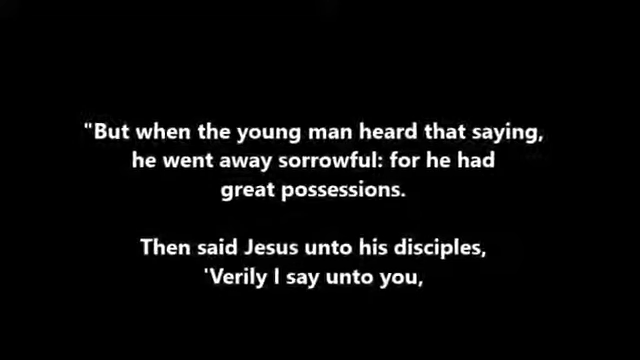 "But when the young man heard that saying,
he went away sorrowful: for he had
great possessions.
Then said Jesus unto his disciples,
'Verily I say unto you,